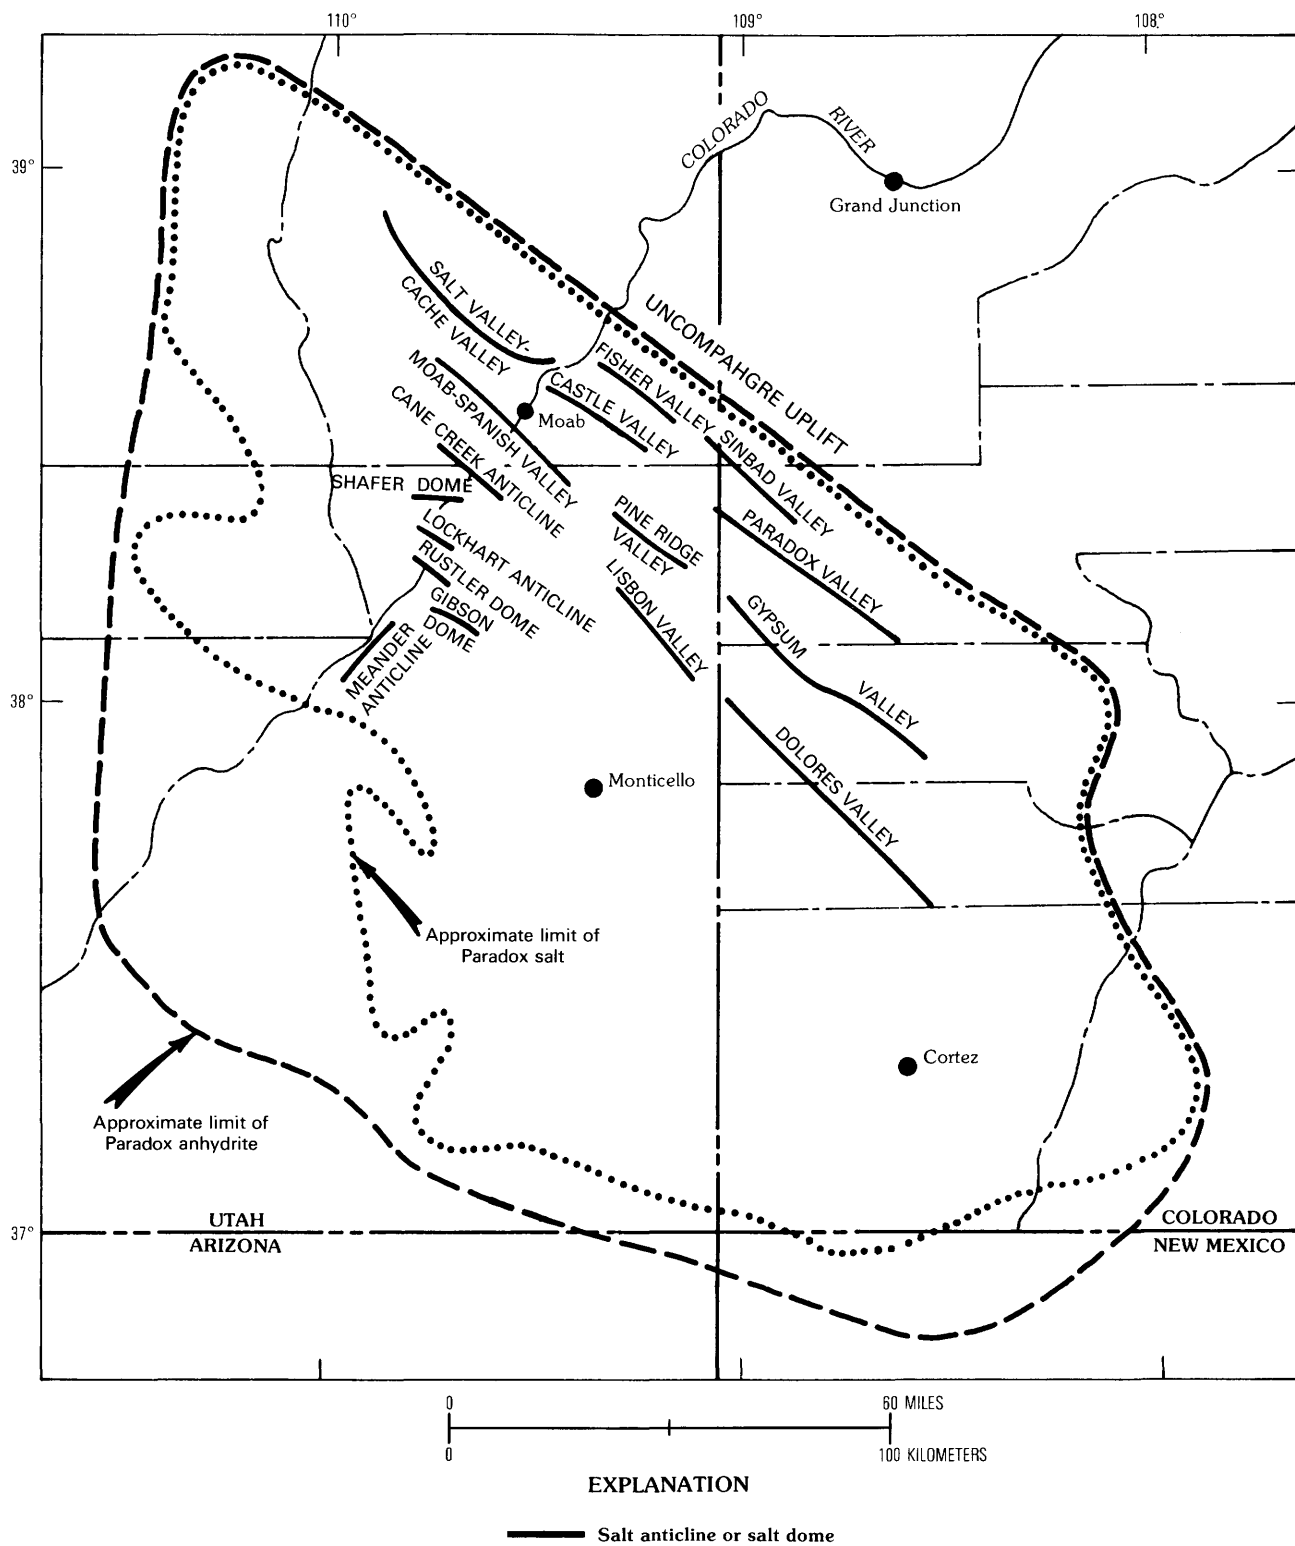 110°
109°
108°
39°
COLORADO
RIVER
Grand Junction
SALT VALLEY-
CACHE VALLEY
UNCOMPAHGRE UPLIFT
FISHER VALLEY
CASTLE VALLEY
MOAB-SPANISH VALLEY
Moab
CANE CREEK ANTICLINE
SINBAD VALLEY
SHAFER DOME
PINE RIDGE
VALLEY
PARADOX VALLEY
LOCKHART ANTICLINE
RUSTLER DOME
LISBON VALLEY
GIBSON
DOME
GYPSUM
VALLEY
MEANDER
ANTICLINE
38°
DOLORES VALLEY
Monticello
Approximate limit of
Paradox salt
Cortez
Approximate limit of
Paradox anhydrite
37°
UTAH
ARIZONA
COLORADO
NEW MEXICO
0
60 MILES
0
100 KILOMETERS
EXPLANATION
Salt anticline or salt dome